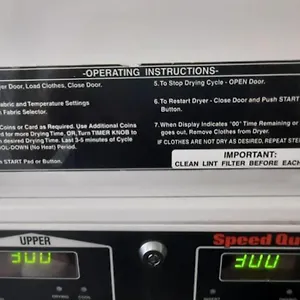 -OPERATING INSTRUCTIONS-
yer Door, Load Clothes, Close Door.
abric and Temperature Settings
Fabric Selector.
Coins or Card as Required. Use Additional Coins
d for more Drying Time, OR, Turn TIMER KNOB to
desired Drying Time. Last 3-5 minutes of Cycle
OL-DOWN (No Heat) Period.
START Pad or Button.
5. To Stop Drying Cycle - OPEN Door.
6. To Restart Dryer - Close Door and Push START
Button.
7. When Display Indicates "00" Time Remaining or
goes out, Remove Clothes from Dryer.
IF CLOTHES ARE NOT DRY AS DESIRED, REPEAT STE
IMPORTANT:
CLEAN LINT FILTER BEFORE EACH
UPPER
Speed Qu
300
300
DRYING
COOL